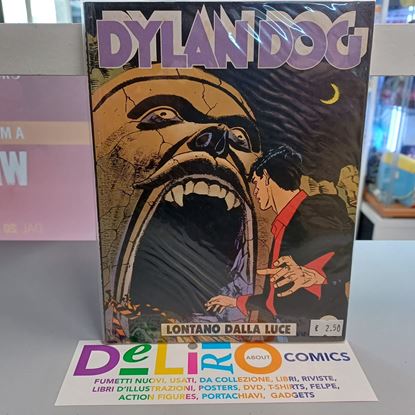 DYLAN DOG
LONTANO DALLA LUCE
€ 2.50
DeLiRiO ABOUT COMICS
FUMETTI NUOVI, USATI, DA COLLEZIONE, LIBRI, RIVISTE,
LIBRI D'ILLUSTRAZIONI, POSTERS, DVD, T-SHIRTS, FELPE,
ACTION FIGURES, PORTACHIAVI, GADGETS